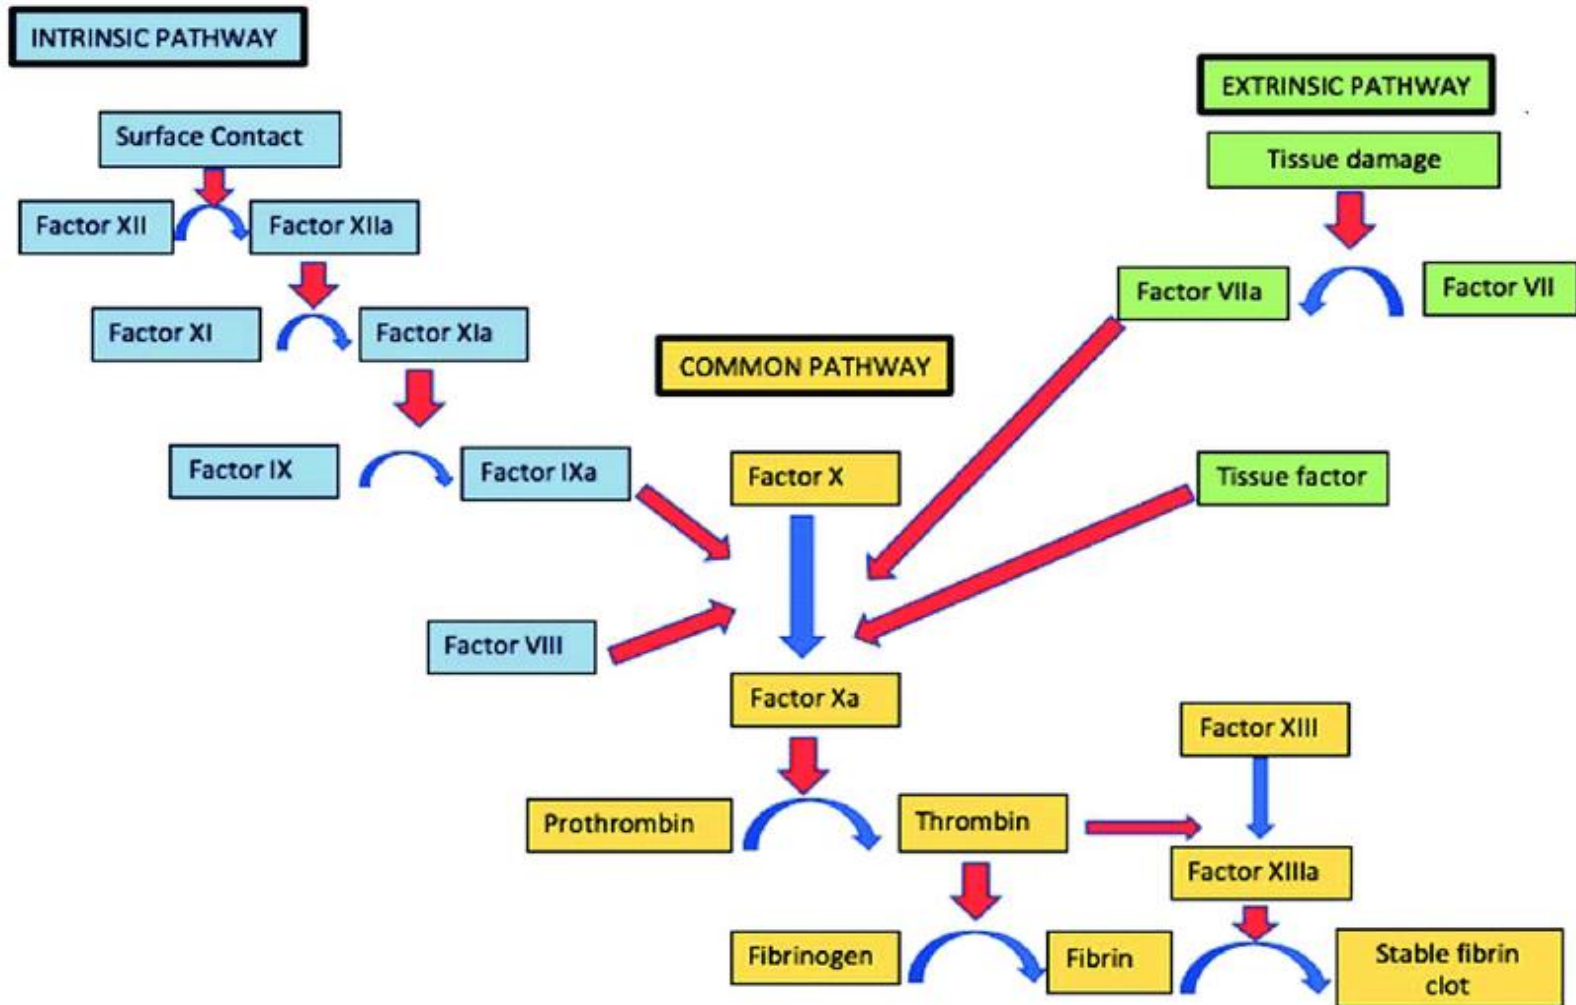 INTRINSIC PATHWAY
EXTRINSIC PATHWAY
Surface Contact
Tissue damage
Factor XII
Factor XIIa
Factor VIIa
Factor VII
Factor XI
Factor XIa
COMMON PATHWAY
Factor IX
Factor IXa
Factor X
Tissue factor
Factor VIII
Factor Xa
Factor XIII
Prothrombin
Thrombin
Factor XIIIa
Fibrinogen
Fibrin
Stable fibrin
clot